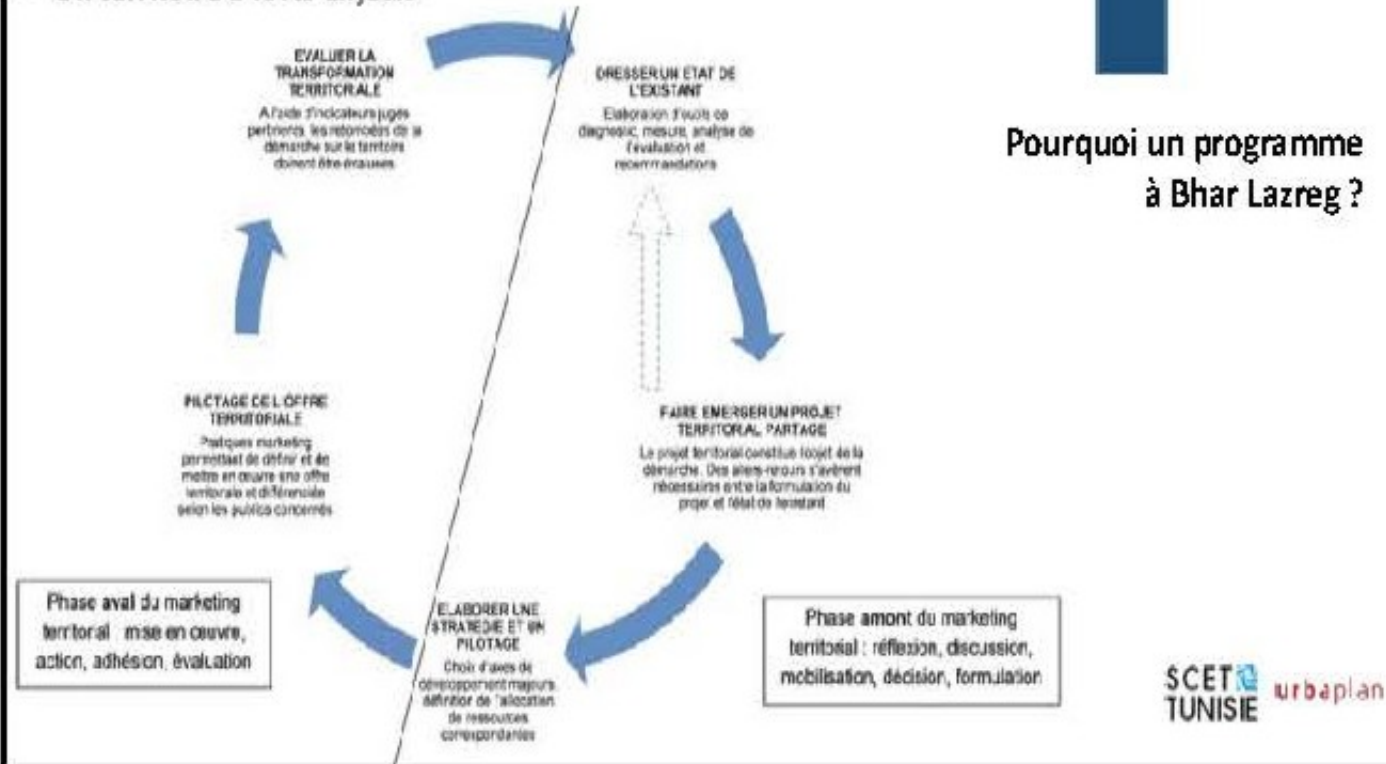 EVALUER LA
TRANSFORMATION
TERRITORIALE
A l'aide d'indicateurs jugés
pertinents, les retombées de la
démarche sur le territoire
doivent être
DRESSER UN ETAT DE
L'EXISTANT
Elaboration d'outils de
diagnostic, mesure, analyse de
l'évaluation et
recommandations
Pourquoi un programme
à Bhar Lazreg ?
FAIRE EMERGER UN PROJET
TERRITORIAL PARTAGE
Le projet territorial constitue l'objet de la
démarche. Des allers-retours s'avèrent
nécessaires entre la formulation du
projet et l'état de l'existant
ELABORER UNE
STRATEGIE ET UN
PILOTAGE
Choix d'axes de
développement majeurs
définition de l'allocation
de ressources
correspondantes
PILOTAGE DE L'OFFRE
TERRITORIALE
Pratiques marketing
permettant de définir et de
mettre en œuvre une offre
territoriale et différenciée
selon les publics concernés
Phase aval du marketing
territorial : mise en œuvre,
action, adhésion, évaluation
Phase amont du marketing
territorial : réflexion, discussion,
mobilisation, décision, formulation
SCET
TUNISIE
urbaplan